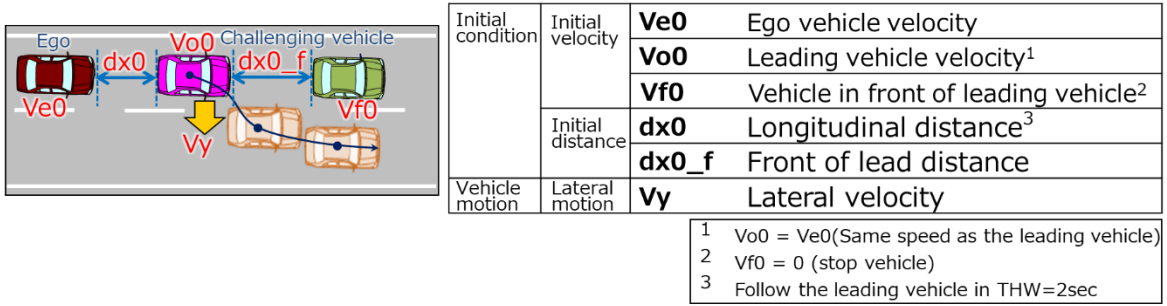 Ego
Vo0
Challenging vehicle
dx0
dx0_f
Ve0
Vf0
Vy
Initial condition
Initial velocity
Ve0 Ego vehicle velocity
Vo0 Leading vehicle velocity1
Vf0 Vehicle in front of leading vehicle2
Initial distance
dx0 Longitudinal distance3
dx0_f Front of lead distance
Vehicle motion
Lateral motion
Vy Lateral velocity
1 Vo0 = Ve0(Same speed as the leading vehicle)
2 Vf0 = 0 (stop vehicle)
3 Follow the leading vehicle in THW=2sec